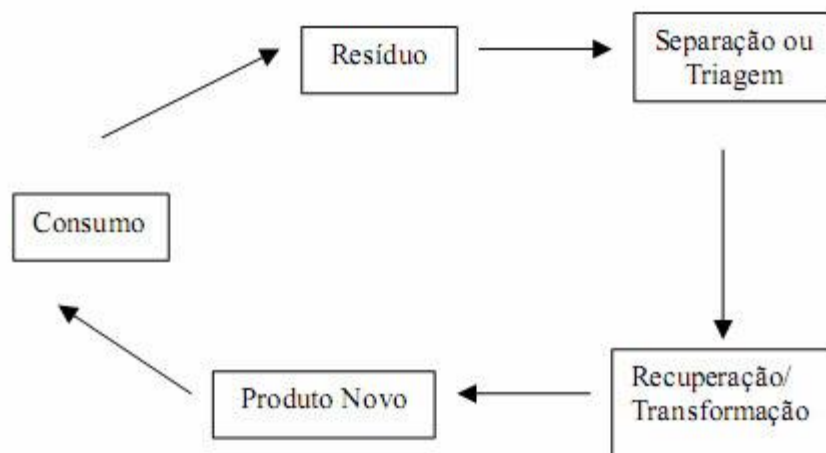 Resíduo
Separação ou
Triagem
Consumo
Produto Novo
Recuperação/
Transformação